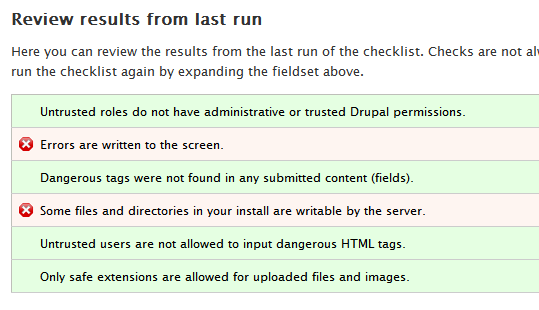 Review results from last run
Here you can review the results from the last run of the checklist. Checks are not
run the checklist again by expanding the fieldset above.
Untrusted roles do not have administrative or trusted Drupal permissions.
Errors are written to the screen.
Dangerous tags were not found in any submitted content (fields).
Some files and directories in your install are writable by the server.
Untrusted users are not allowed to input dangerous HTML tags.
Only safe extensions are allowed for uploaded files and images.